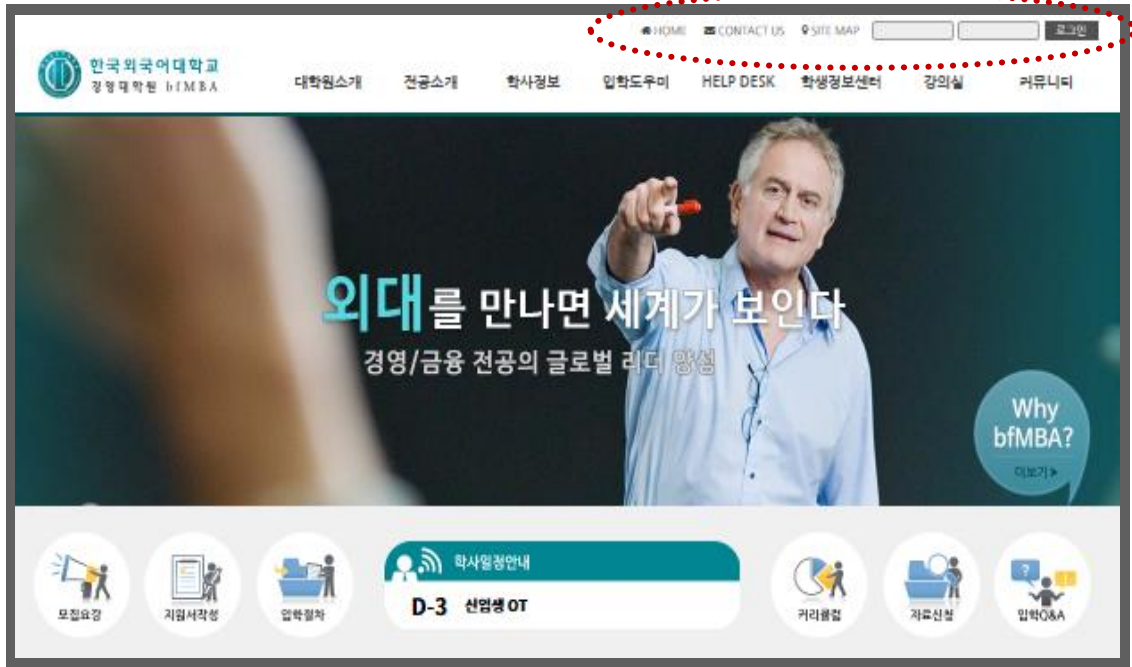 HOME CONTACT US SITE MAP 로그인
한국외국어대학교
경영대학원 bfMBA
대학원소개 전공소개 학사정보 입학도우미 HELP DESK 학생정보센터 강의실 커뮤니티
외대를 만나면 세계가 보인다
경영/금융 전공의 글로벌 리더 양성
Why
bfMBA?
더보기
학사일정안내
D-3 신입생 OT
모집요강 지원서작성 입학절차 커리큘럼 자료신청 입학Q&A